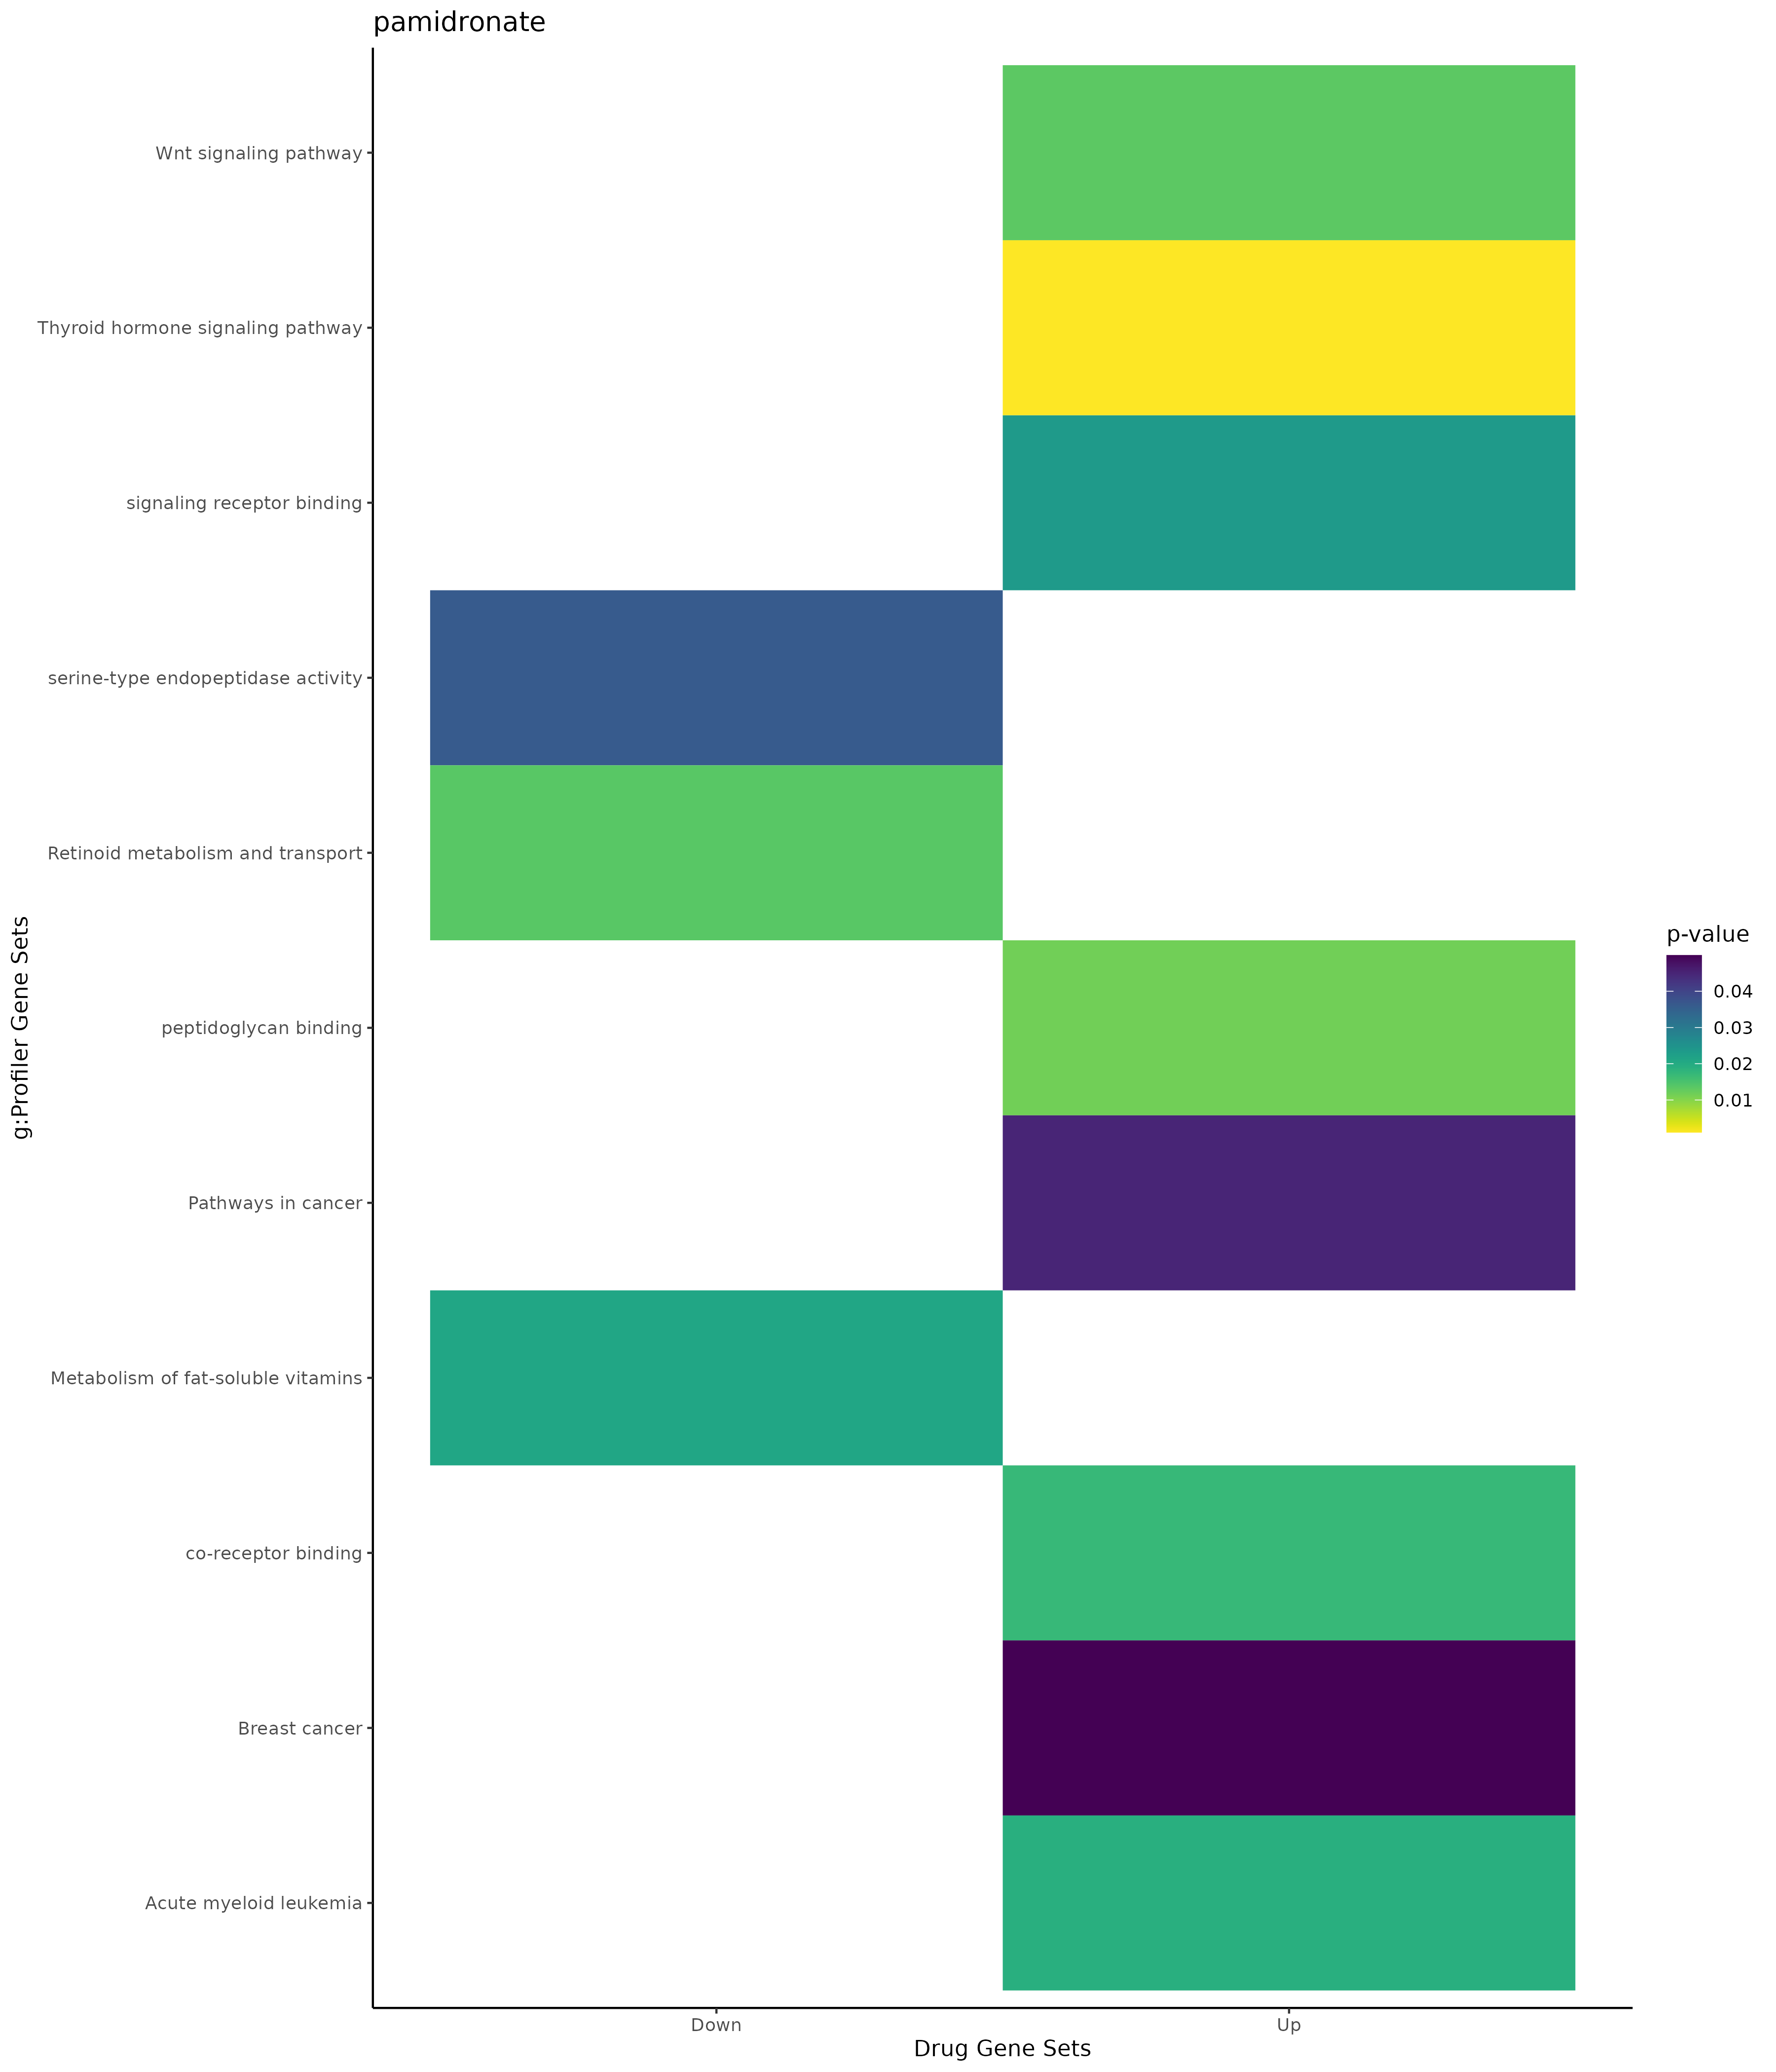 pamidronate
Wnt signaling pathway
Thyroid hormone signaling pathway
signaling receptor binding
serine-type endopeptidase activity
Retinoid metabolism and transport
peptidoglycan binding
Pathways in cancer
Metabolism of fat-soluble vitamins
co-receptor binding
Breast cancer
Acute myeloid leukemia
g:Profiler Gene Sets
Down
Up
Drug Gene Sets
p-value
0.04
0.03
0.02
0.01